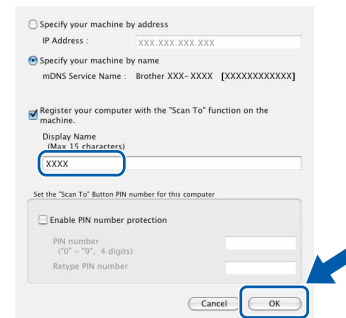 Specify your machine by address
IP Address : XXX.XXX.XXX.XXX
Specify your machine by name
mDNS Service Name : Brother XXX- XXXX [XXXXXXXXXXXX]
Register your computer with the "Scan To" function on the
machine.
Display Name
(Max 15 characters)
XXXX
Set the "Scan To" Button PIN number for this computer
Enable PIN number protection
PIN number
("0" - "9", 4 digits)
Retype PIN number
Cancel OK